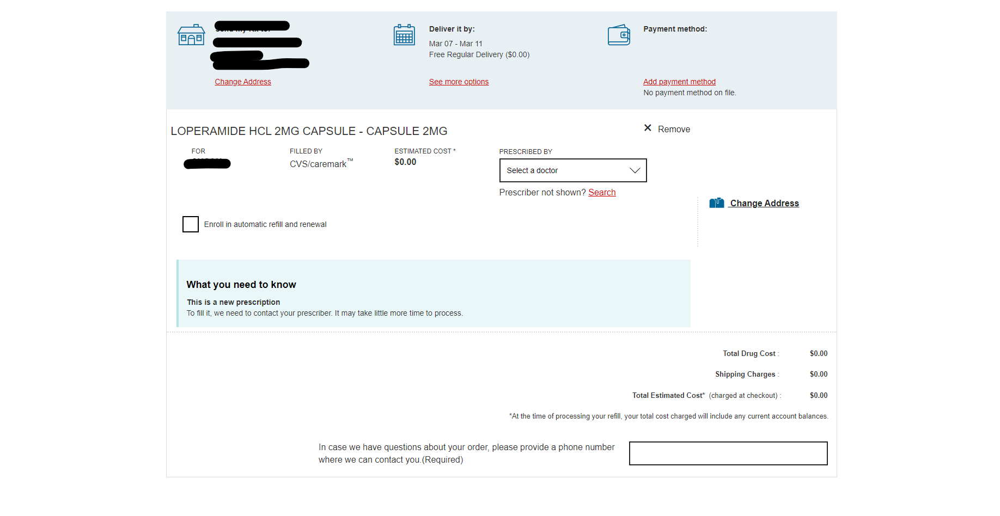 Deliver it by:
Payment method:
Mar 07 - Mar 11
Free Regular Delivery ($0.00)
Change Address
See more options
Add payment method
No payment method on file.
LOPERAMIDE HCL 2MG CAPSULE - CAPSULE 2MG
Remove
FOR
FILLED BY
CVS/caremark™
ESTIMATED COST *
$0.00
PRESCRIBED BY
Select a doctor
Prescriber not shown? Search
Change Address
Enroll in automatic refill and renewal
What you need to know
This is a new prescription
To fill it, we need to contact your prescriber. It may take little more time to process.
Total Drug Cost : $0.00
Shipping Charges : $0.00
Total Estimated Cost* (charged at checkout) : $0.00
*At the time of processing your refill, your total cost charged will include any current account balances.
In case we have questions about your order, please provide a phone number
where we can contact you.(Required)